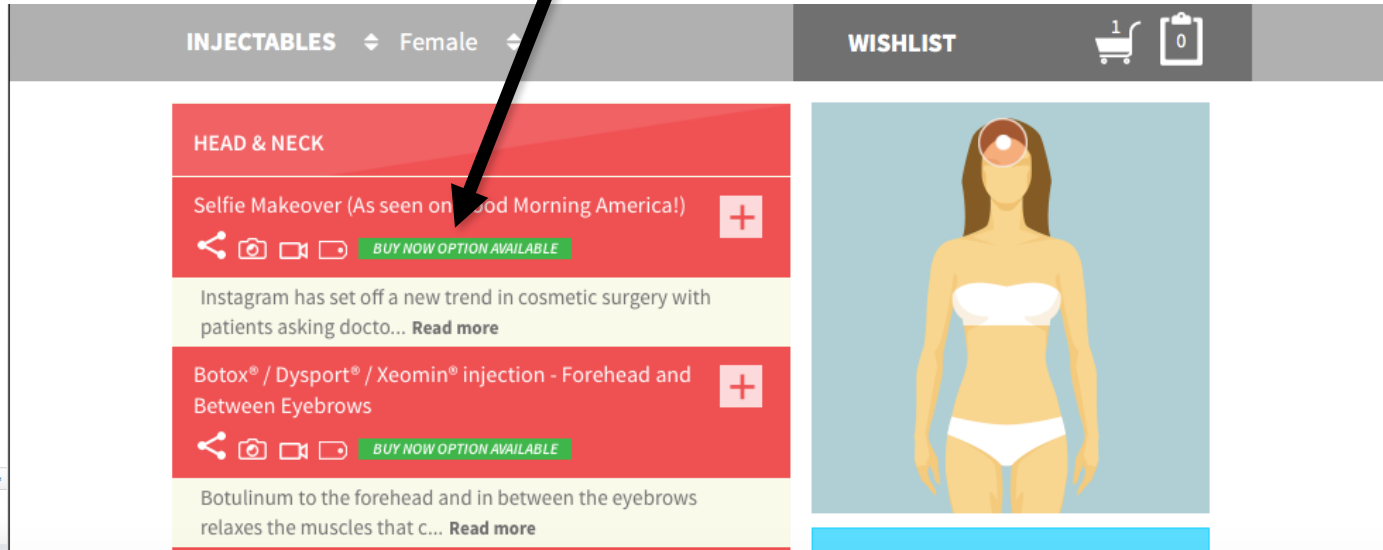 INJECTABLES Female
WISHLIST 1 0
HEAD & NECK
Selfie Makeover (As seen on Good Morning America!)
BUY NOW OPTION AVAILABLE
Instagram has set off a new trend in cosmetic surgery with
patients asking docto... Read more
Botox® / Dysport® / Xeomin® injection - Forehead and
Between Eyebrows
BUY NOW OPTION AVAILABLE
Botulinum to the forehead and in between the eyebrows
relaxes the muscles that c... Read more